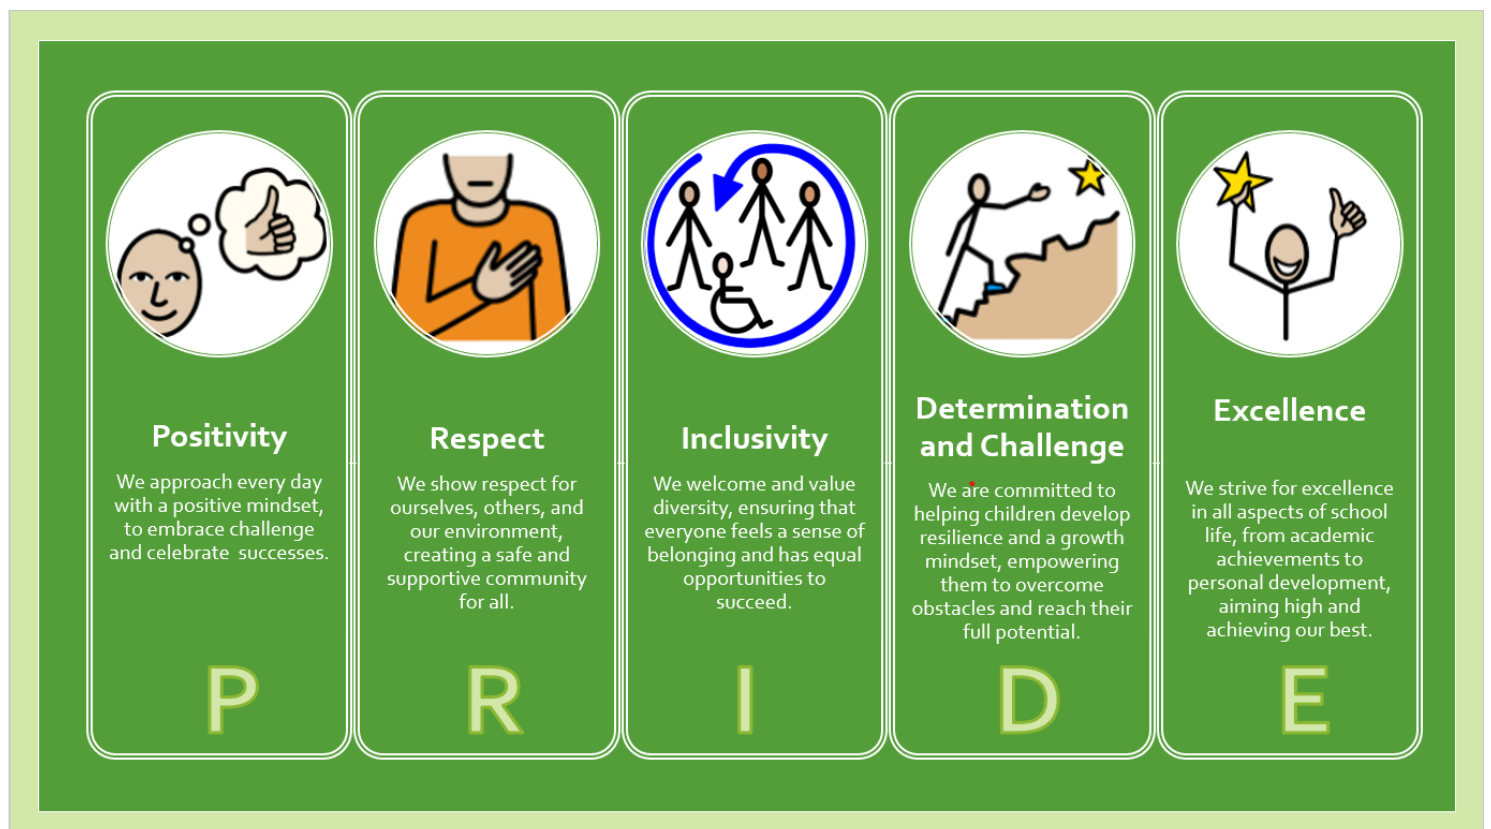 Positivity
We approach every day
with a positive mindset,
to embrace challenge
and celebrate  successes.
P
Respect
We show respect for
ourselves, others, and
our environment,
creating a safe and
supportive community
for all.
R
Inclusivity
We welcome and value
diversity, ensuring that
everyone feels a sense of
belonging and has equal
opportunities to
succeed.
I
Determination
and Challenge
We are committed to
helping children develop
resilience and a growth
mindset, empowering
them to overcome
obstacles and reach their
full potential.
D
Excellence
We strive for excellence
in all aspects of school
life, from academic
achievements to
personal development,
aiming high and
achieving our best.
E